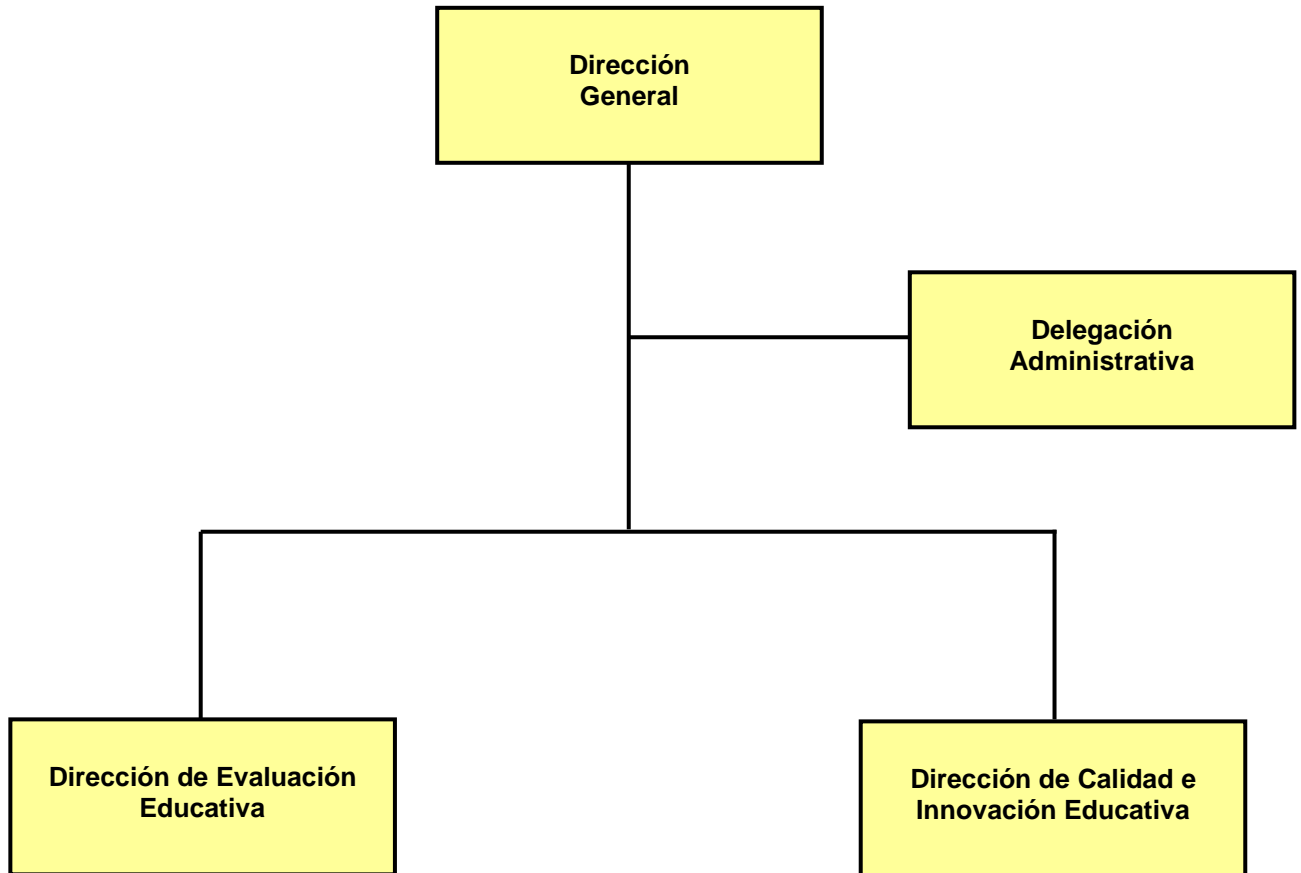 Dirección
General
Delegación
Administrativa
Dirección de Evaluación
Educativa
Dirección de Calidad e
Innovación Educativa